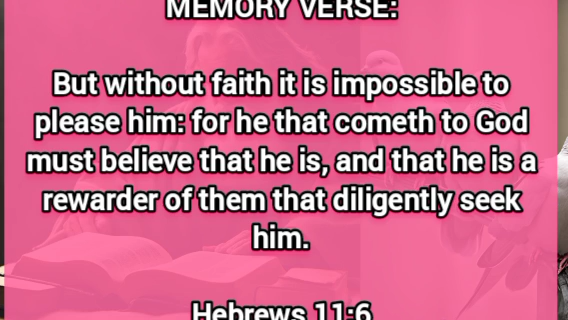 MEMORY VERSE:
But without faith it is impossible to
please him: for he that cometh to God
must believe that he is, and that he is a
rewarder of them that diligently seek
him.
Hebrews 11:6